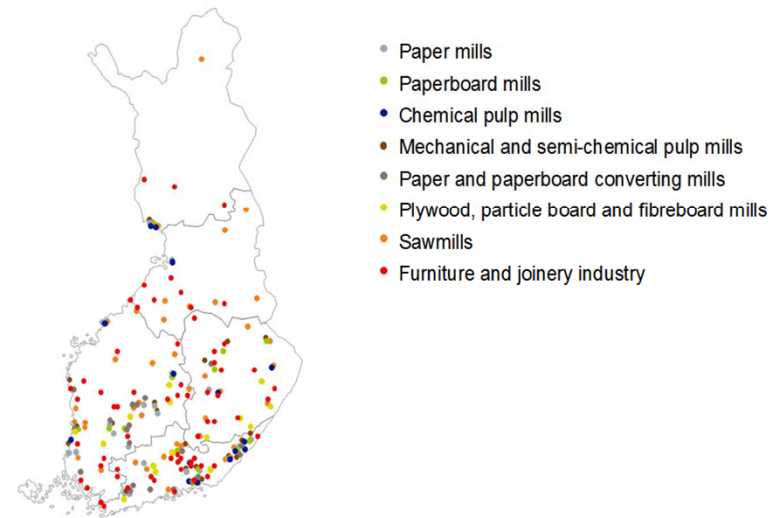 Paper mills
Paperboard mills
Chemical pulp mills
Mechanical and semi-chemical pulp mills
Paper and paperboard converting mills
Plywood, particle board and fibreboard mills
Sawmills
Furniture and joinery industry